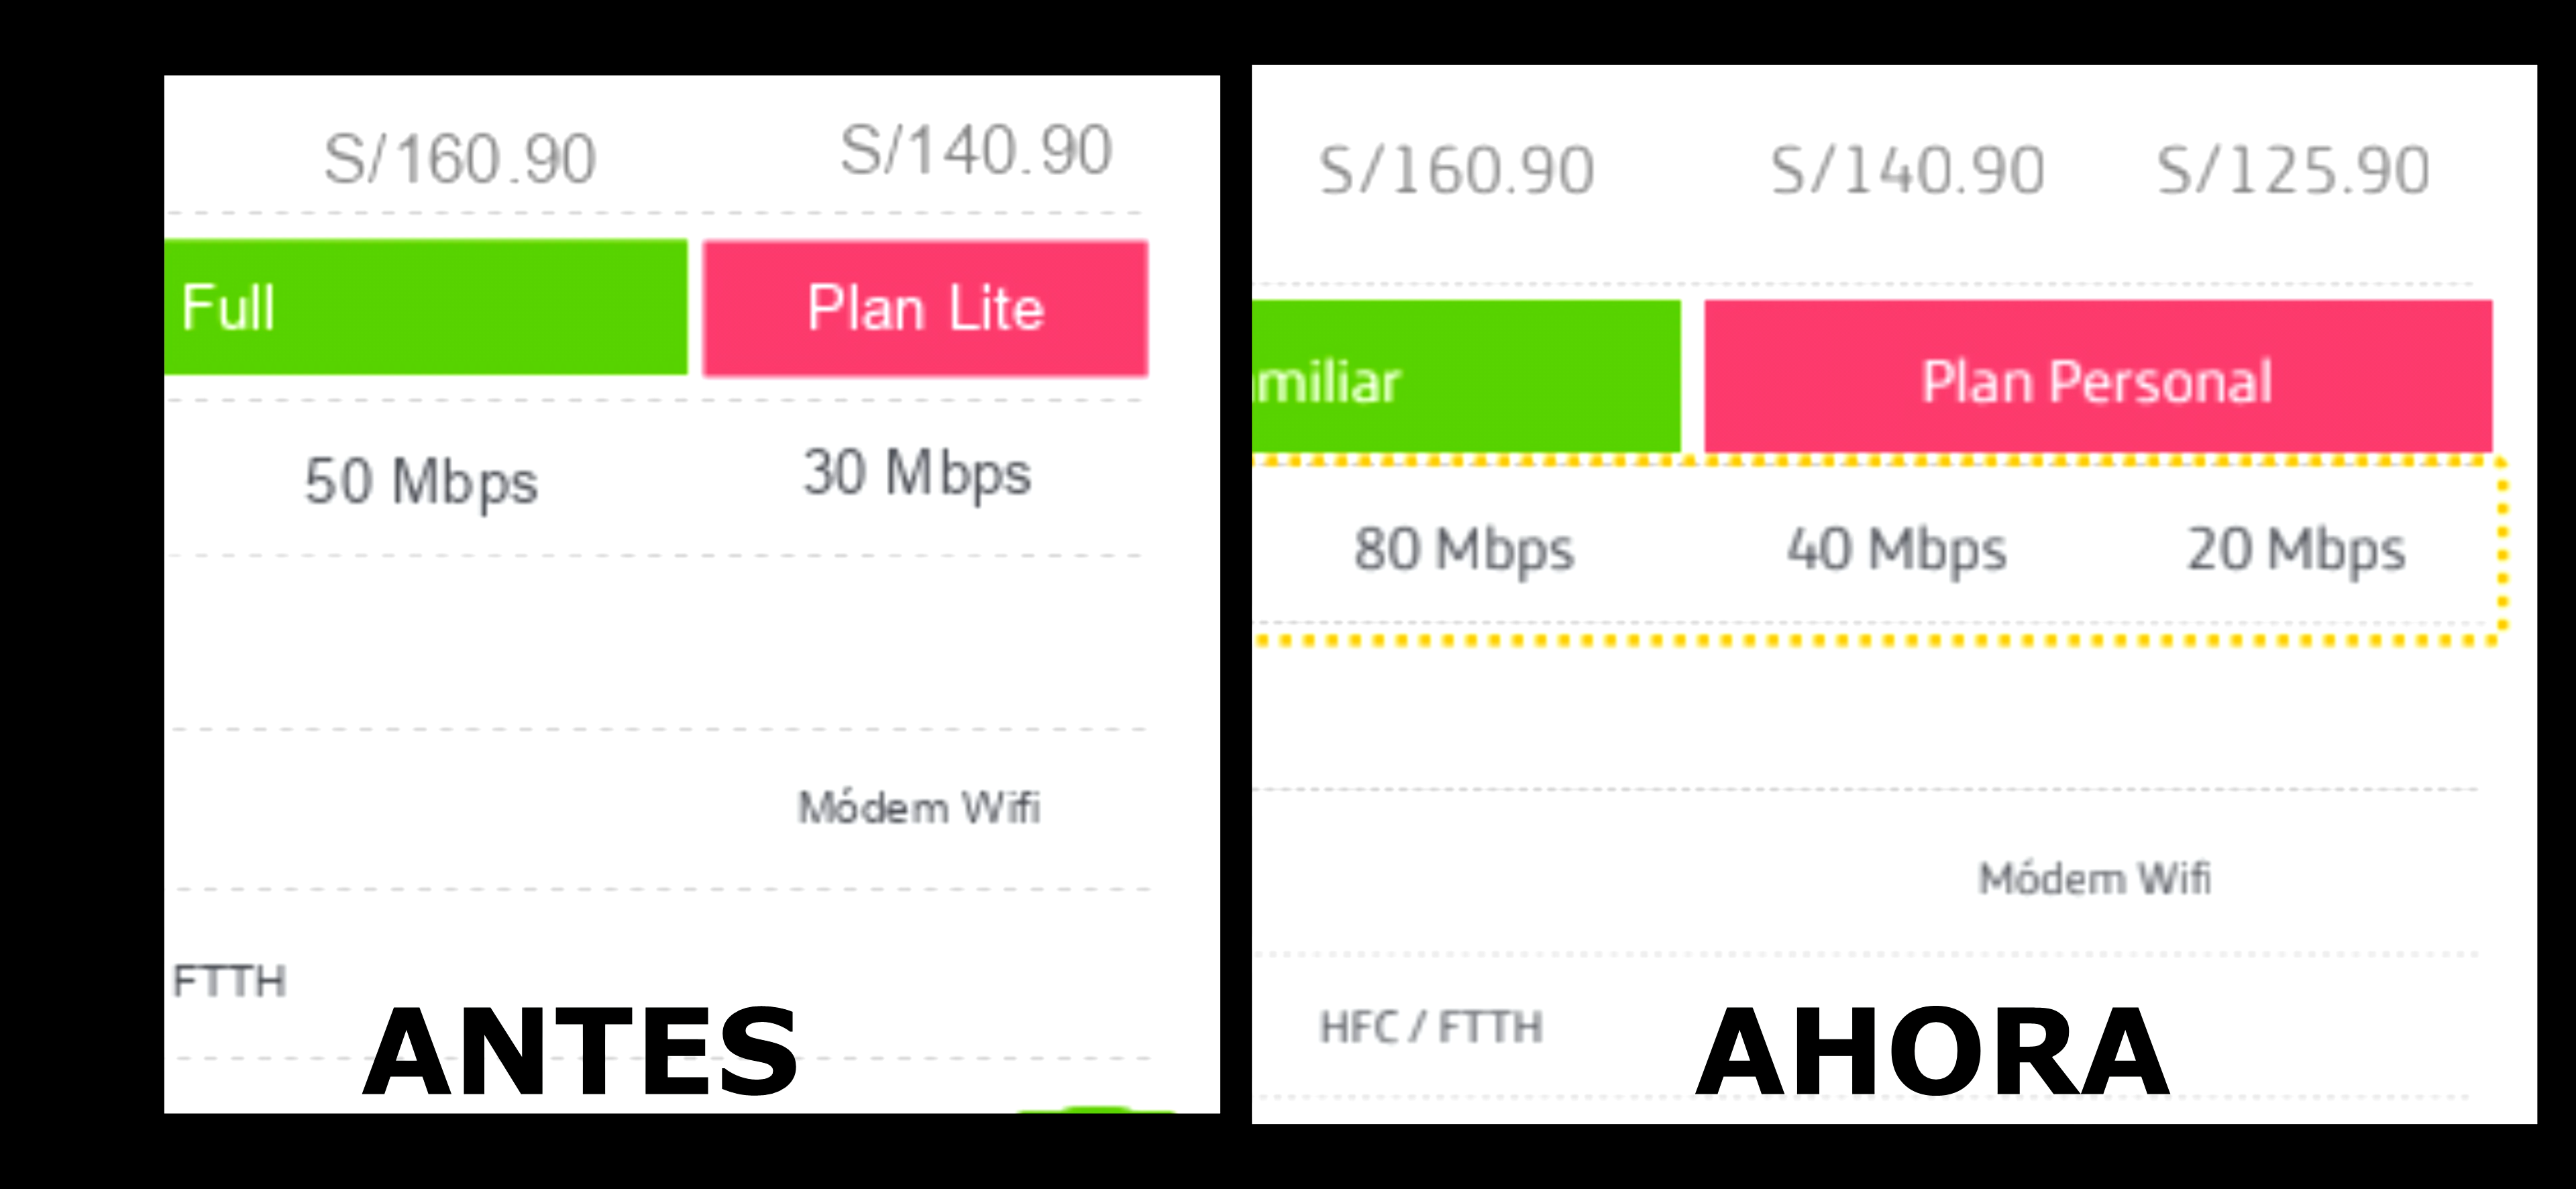 S/160.90 S/140.90
Full Plan Lite
50 Mbps 30 Mbps
Módem Wifi
FTTH
ANTES
S/160.90 S/140.90 S/125.90
miliar Plan Personal
80 Mbps 40 Mbps 20 Mbps
Módem Wifi
HFC / FTTH
AHORA